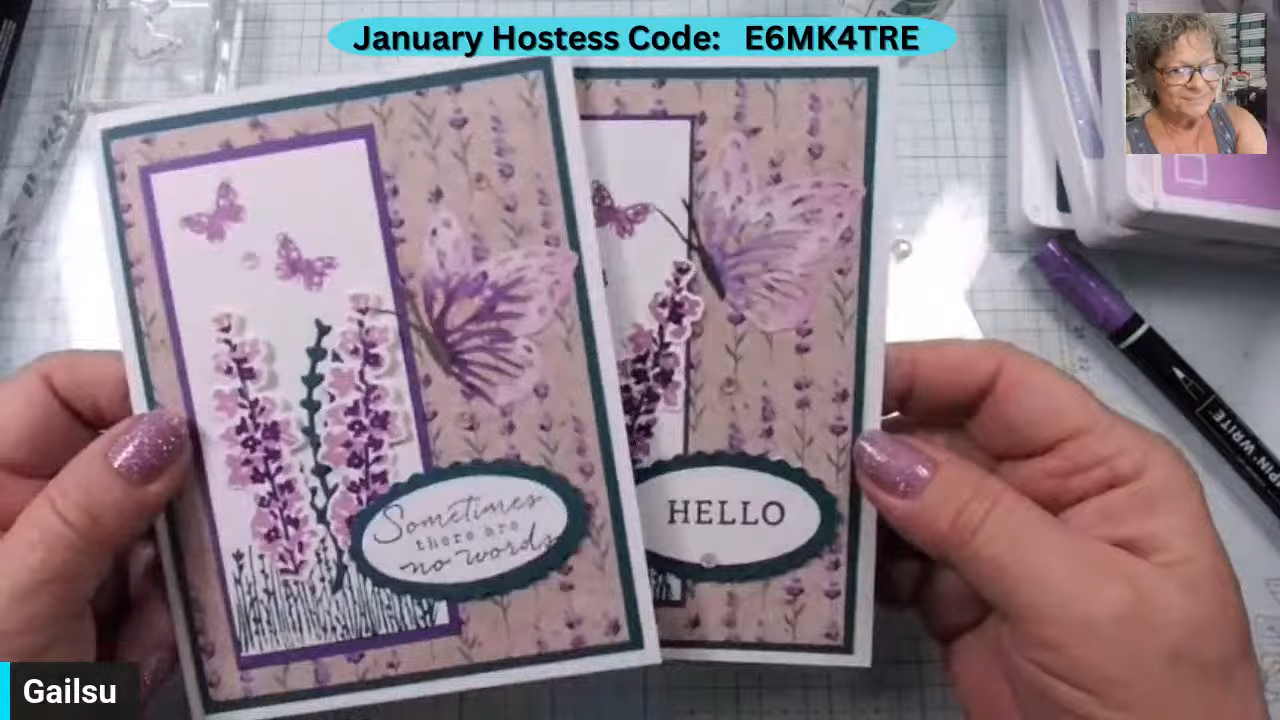 January Hostess Code: E6MK4TRE
Sometimes
there are
no words
HELLO
Gailsu